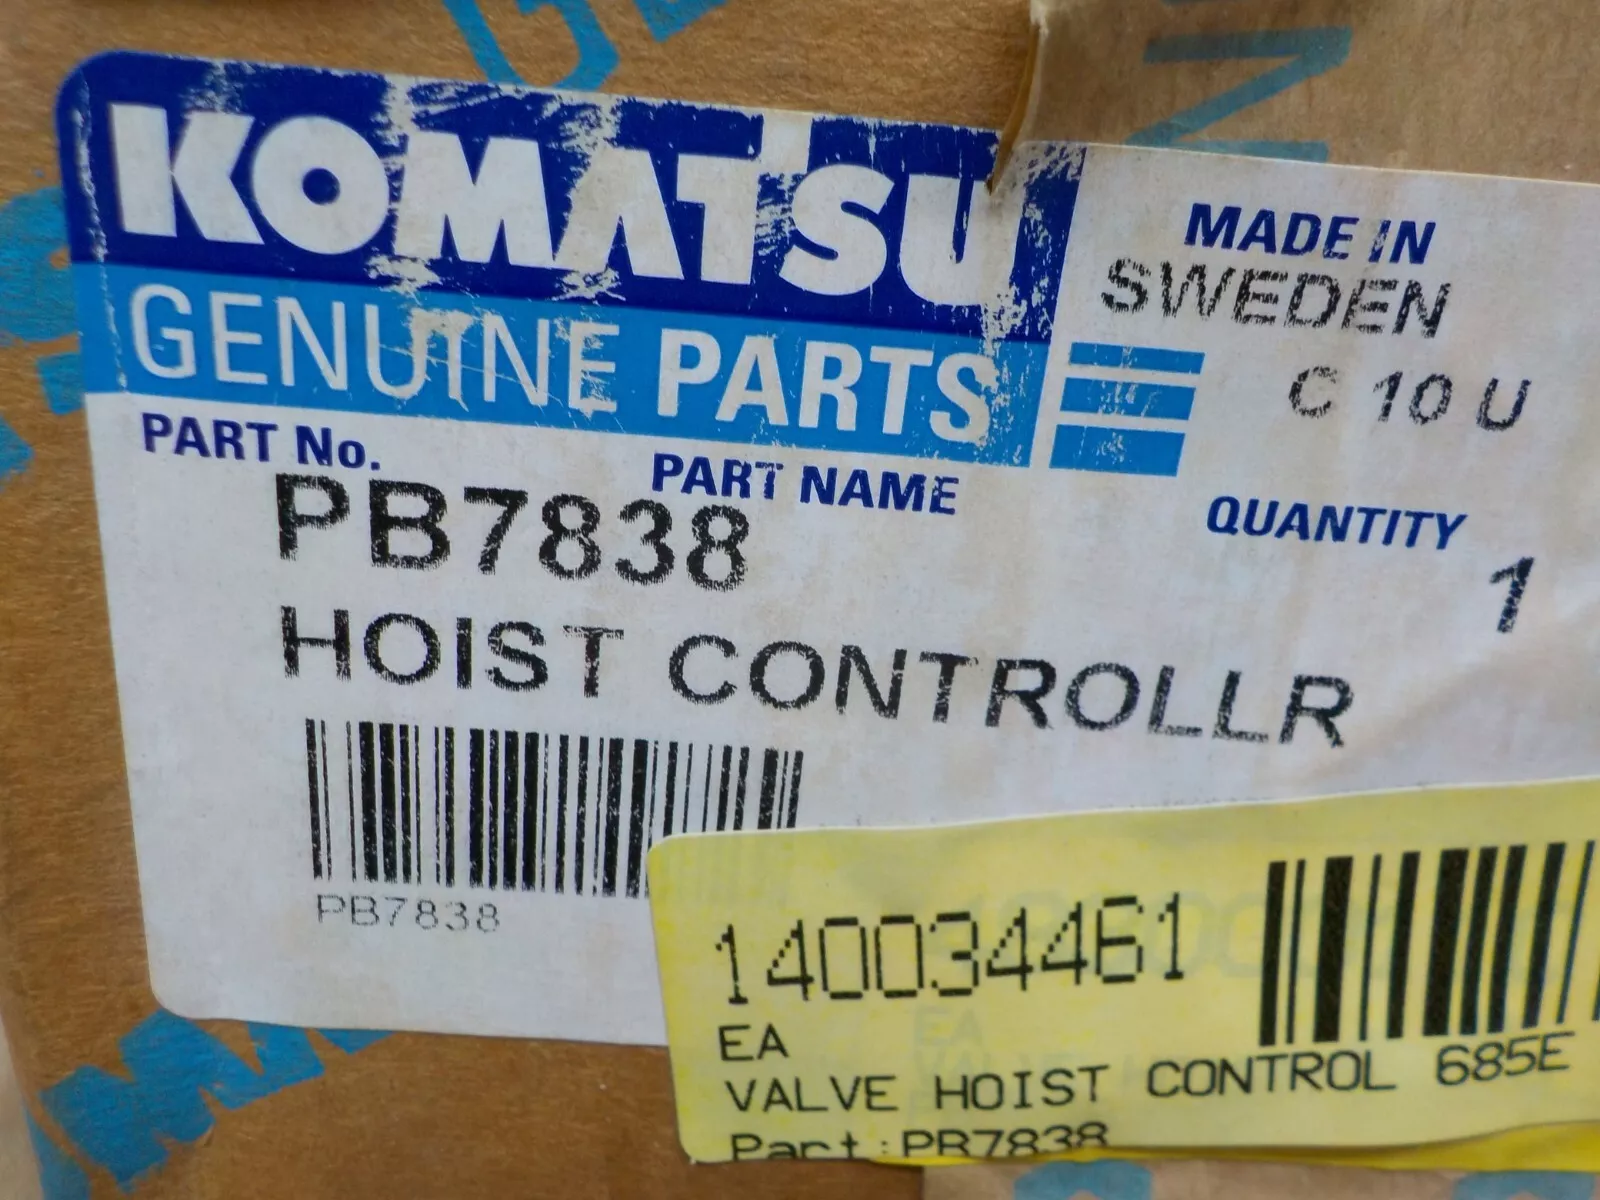 KOMATSU
GENUINE PARTS
MADE IN
SWEDEN
C 10 U
PART No.
PART NAME
QUANTITY
PB7838
1
HOIST CONTROLLR
PB7838
140034461
EA
VALVE HOIST CONTROL 685E
Part:PB7838